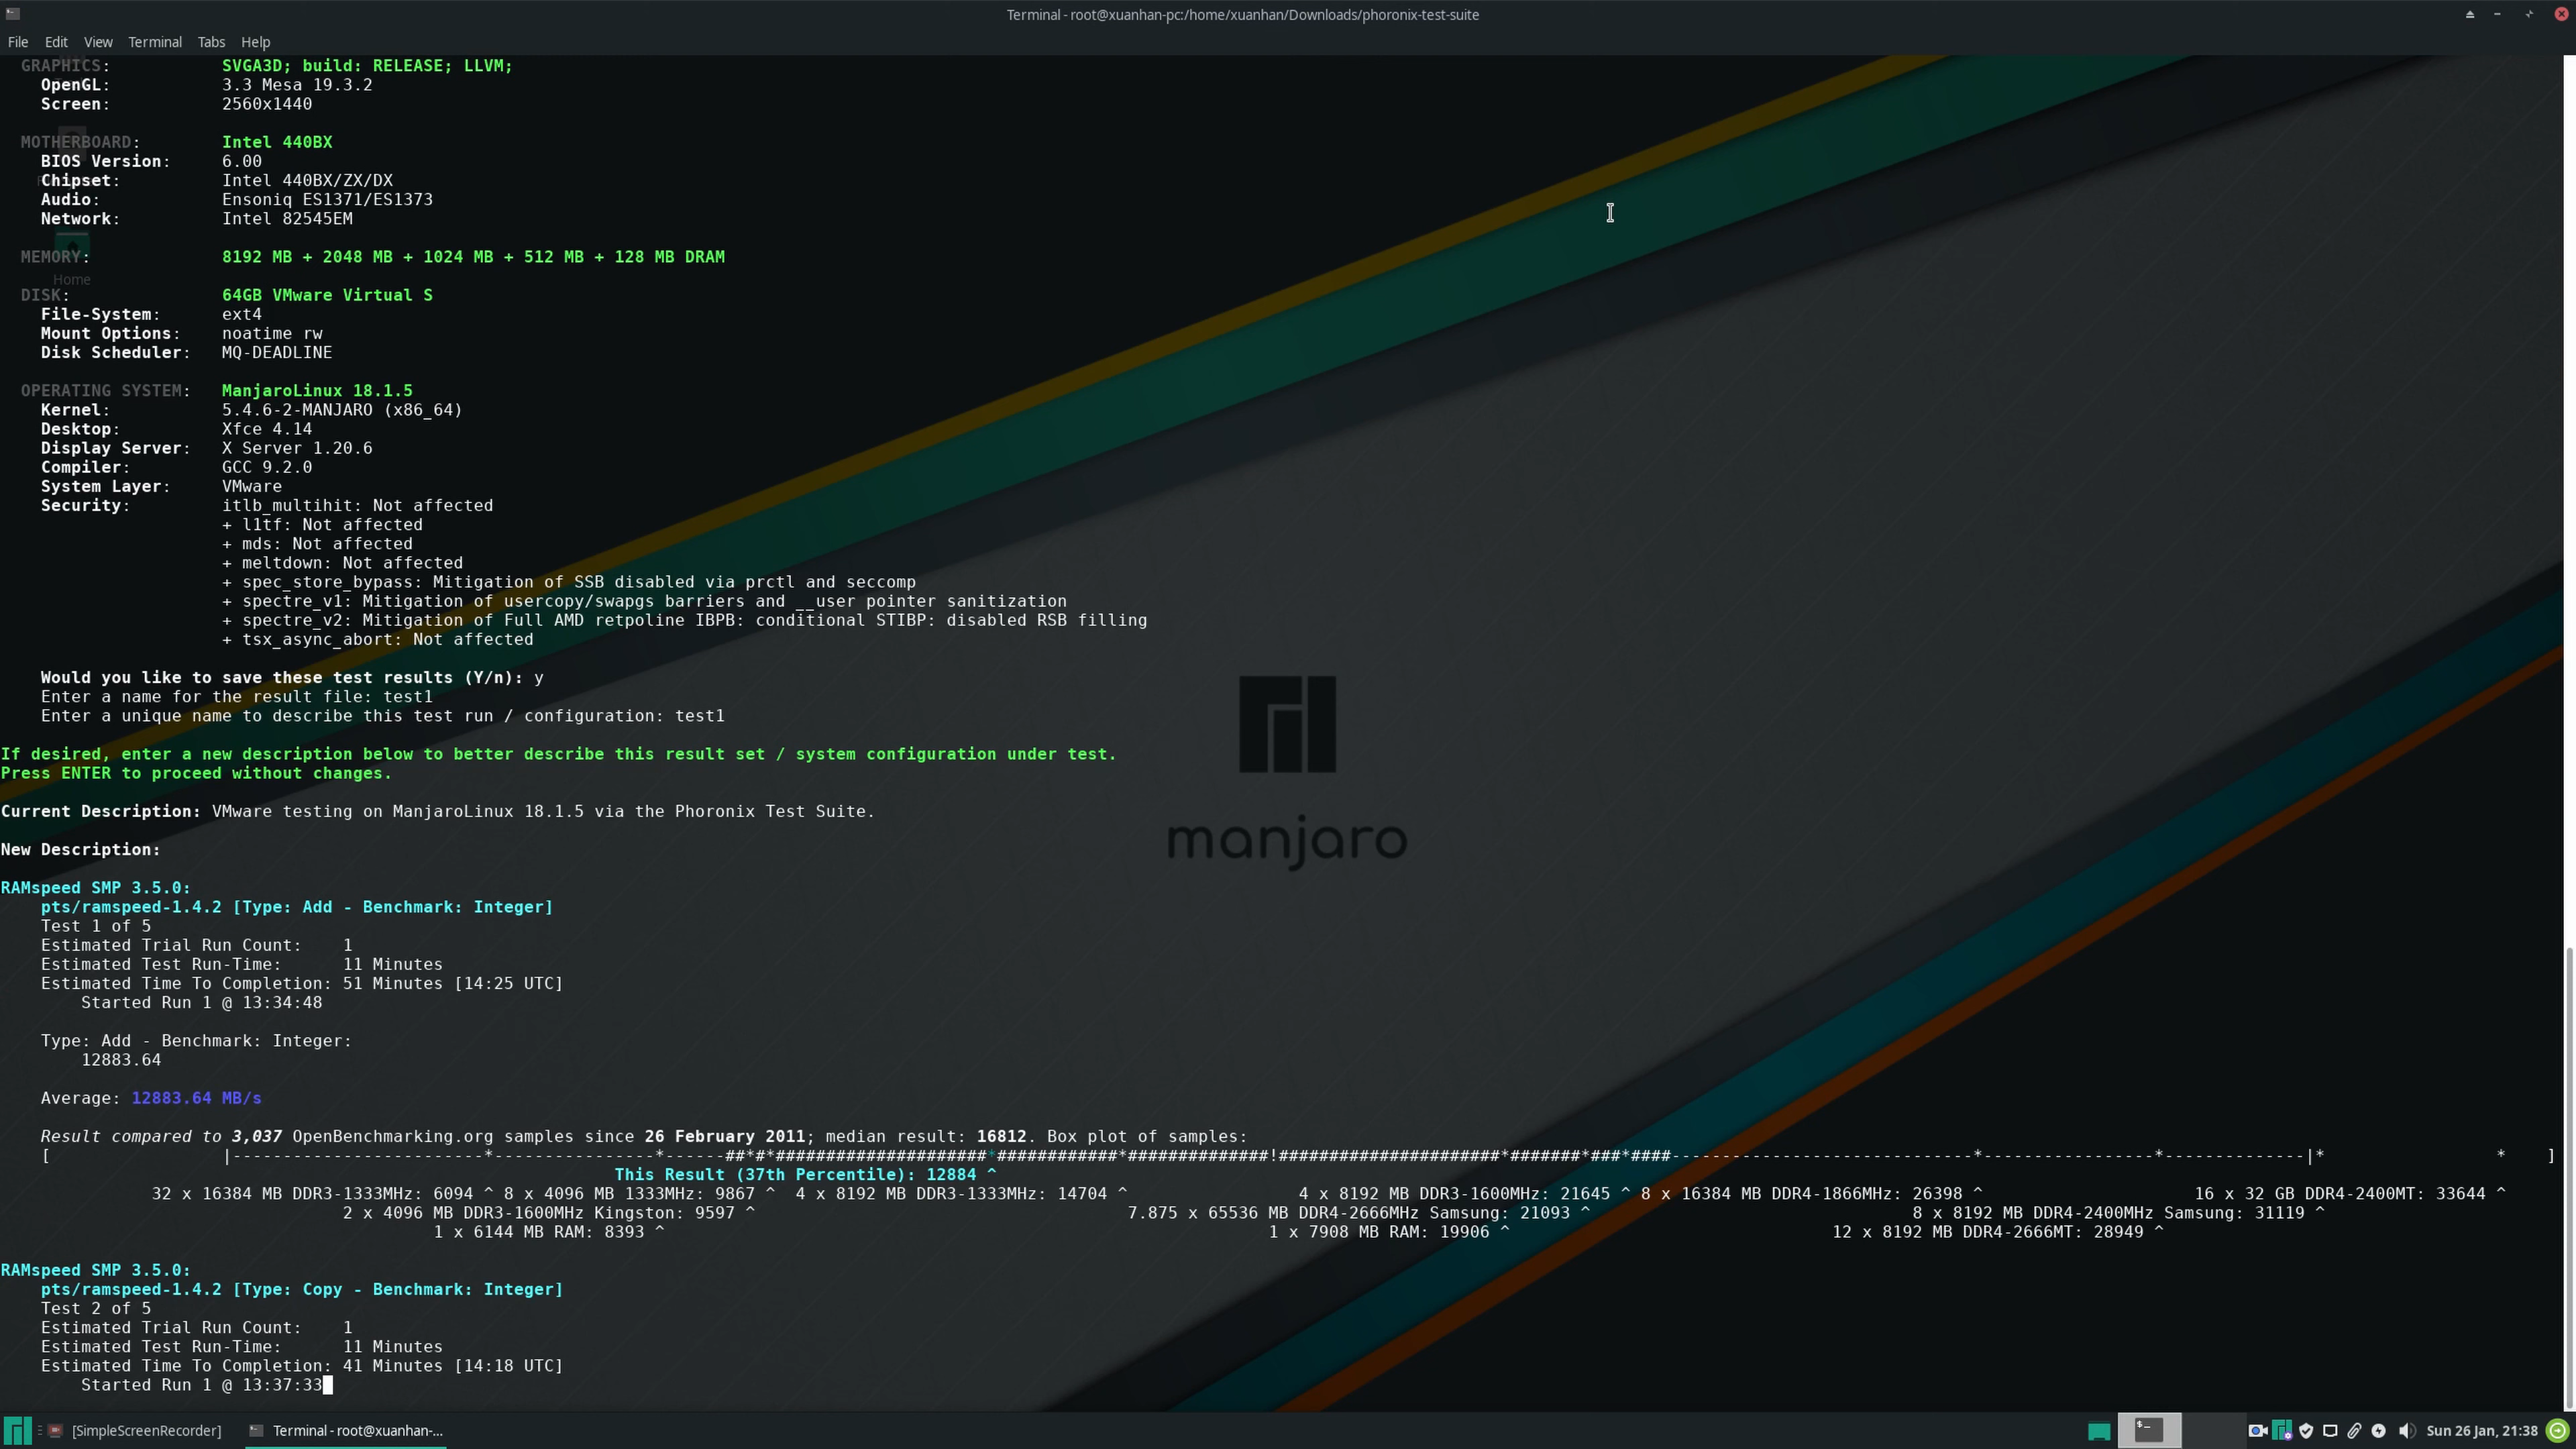 Terminal - root@xuanhan-pc:/home/xuanhan/Downloads/phoronix-test-suite
File Edit View Terminal Tabs Help
GRAPHICS: SVGA3D; build: RELEASE; LLVM;
OpenGL: 3.3 Mesa 19.3.2
Screen: 2560x1440
MOTHERBOARD: Intel 440BX
BIOS Version: 6.00
Chipset: Intel 440BX/ZX/DX
Audio: Ensoniq ES1371/ES1373
Network: Intel 82545EM
MEMORY: 8192 MB + 2048 MB + 1024 MB + 512 MB + 128 MB DRAM
Home
DISK: 64GB VMware Virtual S
File-System: ext4
Mount Options: noatime rw
Disk Scheduler: MQ-DEADLINE
OPERATING SYSTEM: ManjaroLinux 18.1.5
Kernel: 5.4.6-2-MANJARO (x86_64)
Desktop: Xfce 4.14
Display Server: X Server 1.20.6
Compiler: GCC 9.2.0
System Layer: VMware
Security: itlb_multihit: Not affected
+ l1tf: Not affected
+ mds: Not affected
+ meltdown: Not affected
+ spec_store_bypass: Mitigation of SSB disabled via prctl and seccomp
+ spectre_v1: Mitigation of usercopy/swapgs barriers and __user pointer sanitization
+ spectre_v2: Mitigation of Full AMD retpoline IBPB: conditional STIBP: disabled RSB filling
+ tsx_async_abort: Not affected
Would you like to save these test results (Y/n): y
Enter a name for the result file: test1
Enter a unique name to describe this test run / configuration: test1
If desired, enter a new description below to better describe this result set / system configuration under test.
Press ENTER to proceed without changes.
Current Description: VMware testing on ManjaroLinux 18.1.5 via the Phoronix Test Suite.
New Description:
manjaro
RAMspeed SMP 3.5.0:
pts/ramspeed-1.4.2 [Type: Add - Benchmark: Integer]
Test 1 of 5
Estimated Trial Run Count: 1
Estimated Test Run-Time: 11 Minutes
Estimated Time To Completion: 51 Minutes [14:25 UTC]
Started Run 1 @ 13:34:48
Type: Add - Benchmark: Integer:
12883.64
Average: 12883.64 MB/s
Result compared to 3,037 OpenBenchmarking.org samples since 26 February 2011; median result: 16812. Box plot of samples:
[ |-------------------------*----------------*------##*#*#####################*############*##############!######################*#######*###*####------------------------------*-----------------*--------------|* * ]
This Result (37th Percentile): 12884 ^
32 x 16384 MB DDR3-1333MHz: 6094 ^ 8 x 4096 MB 1333MHz: 9867 ^ 4 x 8192 MB DDR3-1333MHz: 14704 ^ 4 x 8192 MB DDR3-1600MHz: 21645 ^ 8 x 16384 MB DDR4-1866MHz: 26398 ^ 16 x 32 GB DDR4-2400MT: 33644 ^
2 x 4096 MB DDR3-1600MHz Kingston: 9597 ^ 7.875 x 65536 MB DDR4-2666MHz Samsung: 21093 ^ 8 x 8192 MB DDR4-2400MHz Samsung: 31119 ^
1 x 6144 MB RAM: 8393 ^ 1 x 7908 MB RAM: 19906 ^ 12 x 8192 MB DDR4-2666MT: 28949 ^
RAMspeed SMP 3.5.0:
pts/ramspeed-1.4.2 [Type: Copy - Benchmark: Integer]
Test 2 of 5
Estimated Trial Run Count: 1
Estimated Test Run-Time: 11 Minutes
Estimated Time To Completion: 41 Minutes [14:18 UTC]
Started Run 1 @ 13:37:33
[SimpleScreenRecorder] Terminal - root@xuanhan-... Sun 26 Jan, 21:38